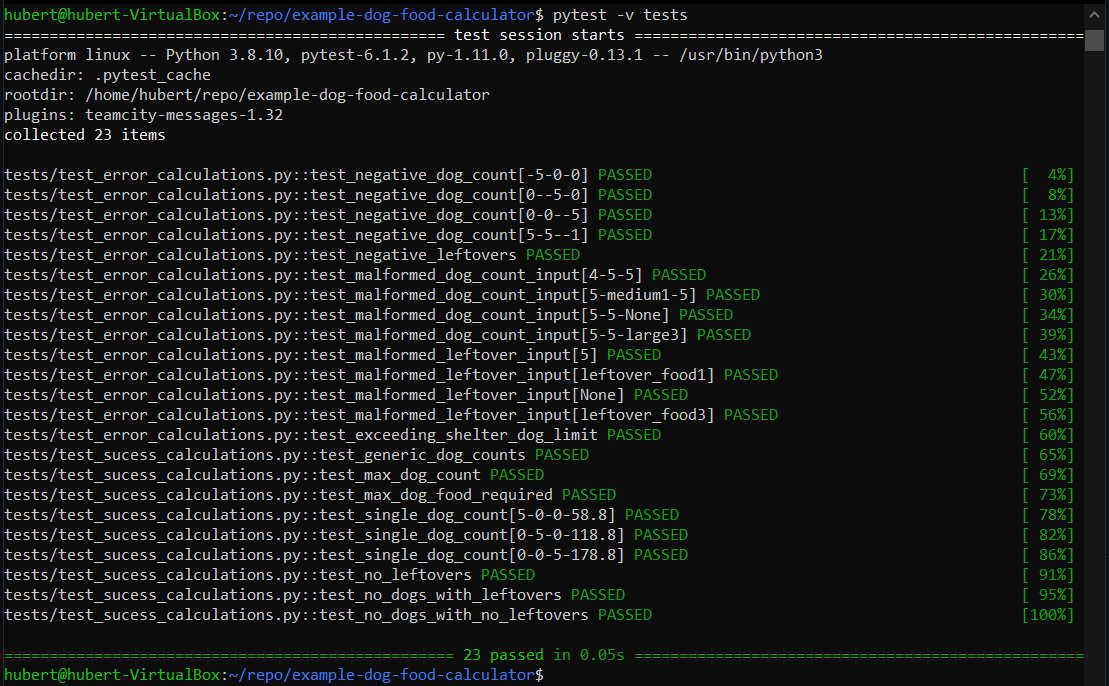 hubert@hubert-VirtualBox:~/repo/example-dog-food-calculator$ pytest -v tests
================================================= test session starts ==================================================
platform linux -- Python 3.8.10, pytest-6.1.2, py-1.11.0, pluggy-0.13.1 -- /usr/bin/python3
cachedir: .pytest_cache
rootdir: /home/hubert/repo/example-dog-food-calculator
plugins: teamcity-messages-1.32
collected 23 items
tests/test_error_calculations.py::test_negative_dog_count[-5-0-0] PASSED [  4%]
tests/test_error_calculations.py::test_negative_dog_count[0--5-0] PASSED [  8%]
tests/test_error_calculations.py::test_negative_dog_count[0-0--5] PASSED [ 13%]
tests/test_error_calculations.py::test_negative_dog_count[5-5--1] PASSED [ 17%]
tests/test_error_calculations.py::test_negative_leftovers PASSED [ 21%]
tests/test_error_calculations.py::test_malformed_dog_count_input[4-5-5] PASSED [ 26%]
tests/test_error_calculations.py::test_malformed_dog_count_input[5-medium1-5] PASSED [ 30%]
tests/test_error_calculations.py::test_malformed_dog_count_input[5-5-None] PASSED [ 34%]
tests/test_error_calculations.py::test_malformed_dog_count_input[5-5-large3] PASSED [ 39%]
tests/test_error_calculations.py::test_malformed_leftover_input[5] PASSED [ 43%]
tests/test_error_calculations.py::test_malformed_leftover_input[leftover_food1] PASSED [ 47%]
tests/test_error_calculations.py::test_malformed_leftover_input[None] PASSED [ 52%]
tests/test_error_calculations.py::test_malformed_leftover_input[leftover_food3] PASSED [ 56%]
tests/test_error_calculations.py::test_exceeding_shelter_dog_limit PASSED [ 60%]
tests/test_sucess_calculations.py::test_generic_dog_counts PASSED [ 65%]
tests/test_sucess_calculations.py::test_max_dog_count PASSED [ 69%]
tests/test_sucess_calculations.py::test_max_dog_food_required PASSED [ 73%]
tests/test_sucess_calculations.py::test_single_dog_count[5-0-0-58.8] PASSED [ 78%]
tests/test_sucess_calculations.py::test_single_dog_count[0-5-0-118.8] PASSED [ 82%]
tests/test_sucess_calculations.py::test_single_dog_count[0-0-5-178.8] PASSED [ 86%]
tests/test_sucess_calculations.py::test_no_leftovers PASSED [ 91%]
tests/test_sucess_calculations.py::test_no_dogs_with_leftovers PASSED [ 95%]
tests/test_sucess_calculations.py::test_no_dogs_with_no_leftovers PASSED [100%]
================================================== 23 passed in 0.05s ==================================================
hubert@hubert-VirtualBox:~/repo/example-dog-food-calculator$